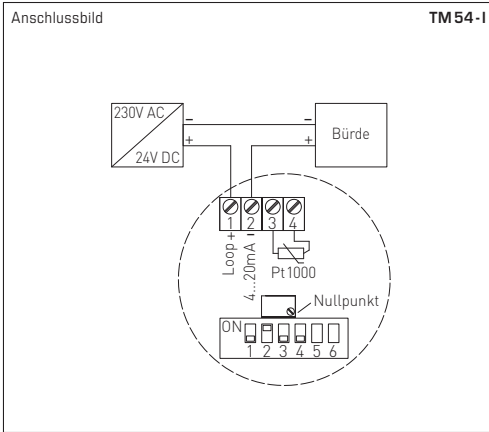 Anschlussbild TM54-I
230V AC
24V DC
– –
+ +
Bürde
1 2 3 4
Loop +
4...20mA –
Pt1000
Nullpunkt
ON
1 2 3 4 5 6